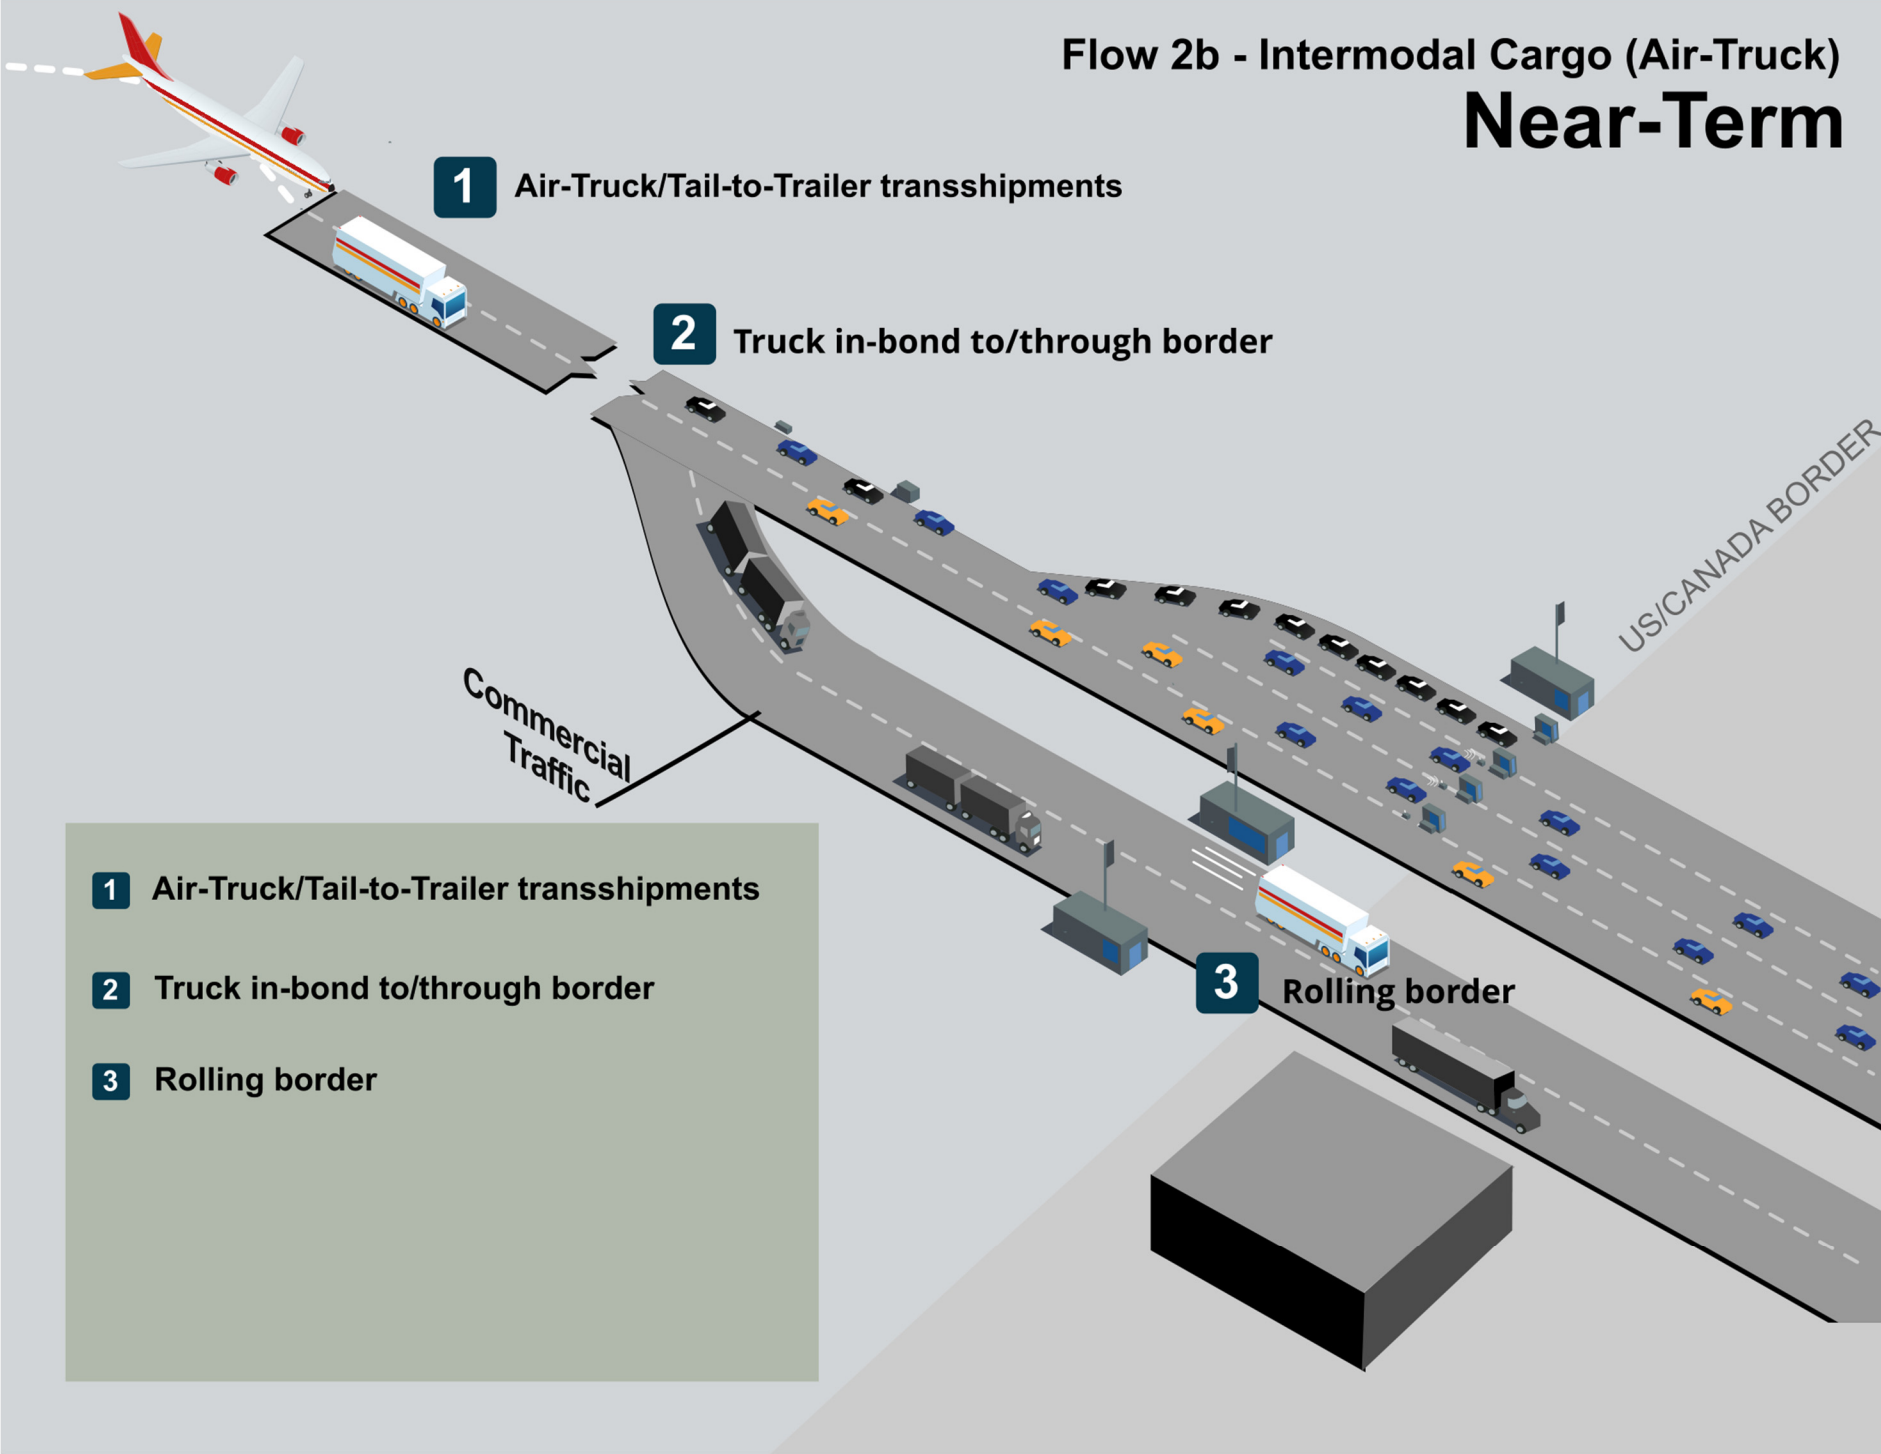 Flow 2b - Intermodal Cargo (Air-Truck)
Near-Term
1 Air-Truck/Tail-to-Trailer transshipments
2 Truck in-bond to/through border
US/CANADA BORDER
Commercial
Traffic
3 Rolling border
1 Air-Truck/Tail-to-Trailer transshipments
2 Truck in-bond to/through border
3 Rolling border